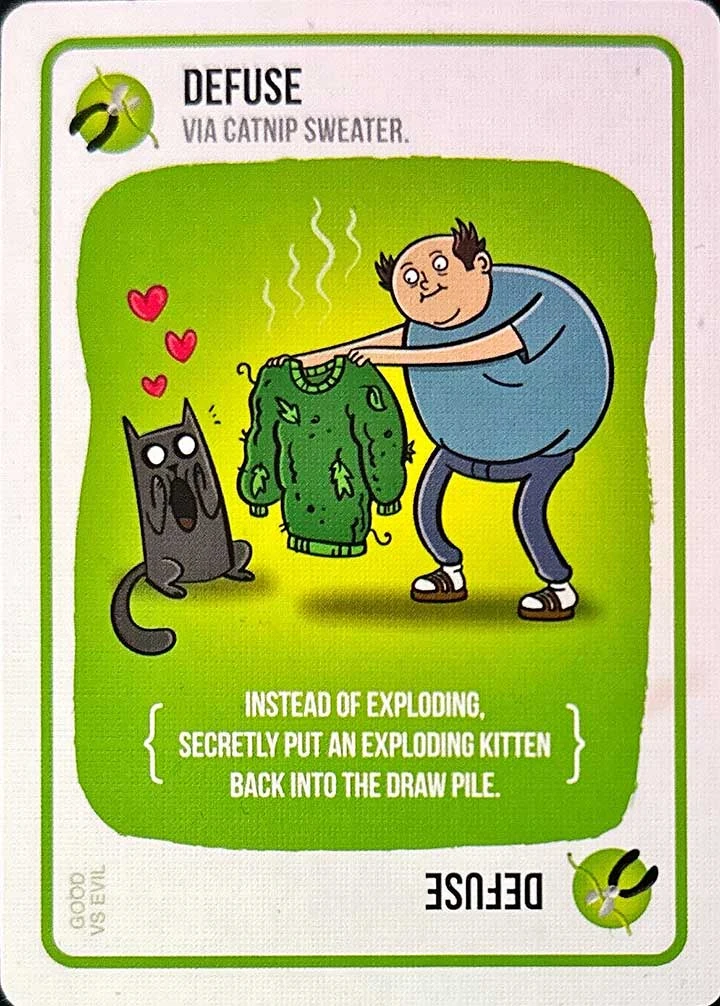 DEFUSE
VIA CATNIP SWEATER.
INSTEAD OF EXPLODING,
SECRETLY PUT AN EXPLODING KITTEN
BACK INTO THE DRAW PILE.
GOOD
VS EVIL
DEFUSE